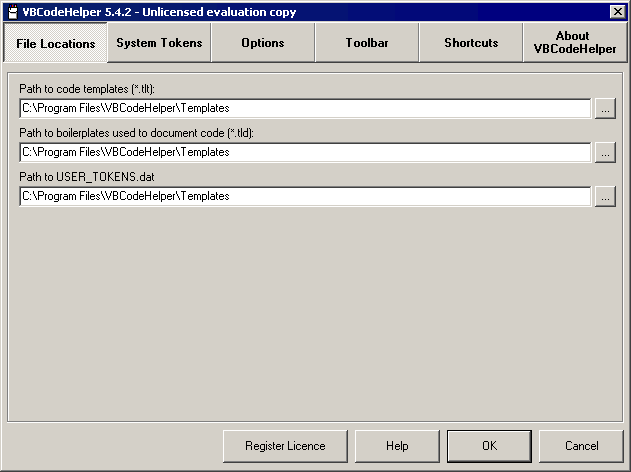 VBCodeHelper 5.4.2 - Unlicensed evaluation copy
File Locations
System Tokens
Options
Toolbar
Shortcuts
About
VBCodeHelper
Path to code templates (*.tlt):
C:\Program Files\VBCodeHelper\Templates
...
Path to boilerplates used to document code (*.tld):
C:\Program Files\VBCodeHelper\Templates
...
Path to USER_TOKENS.dat
C:\Program Files\VBCodeHelper\Templates
...
Register Licence
Help
OK
Cancel